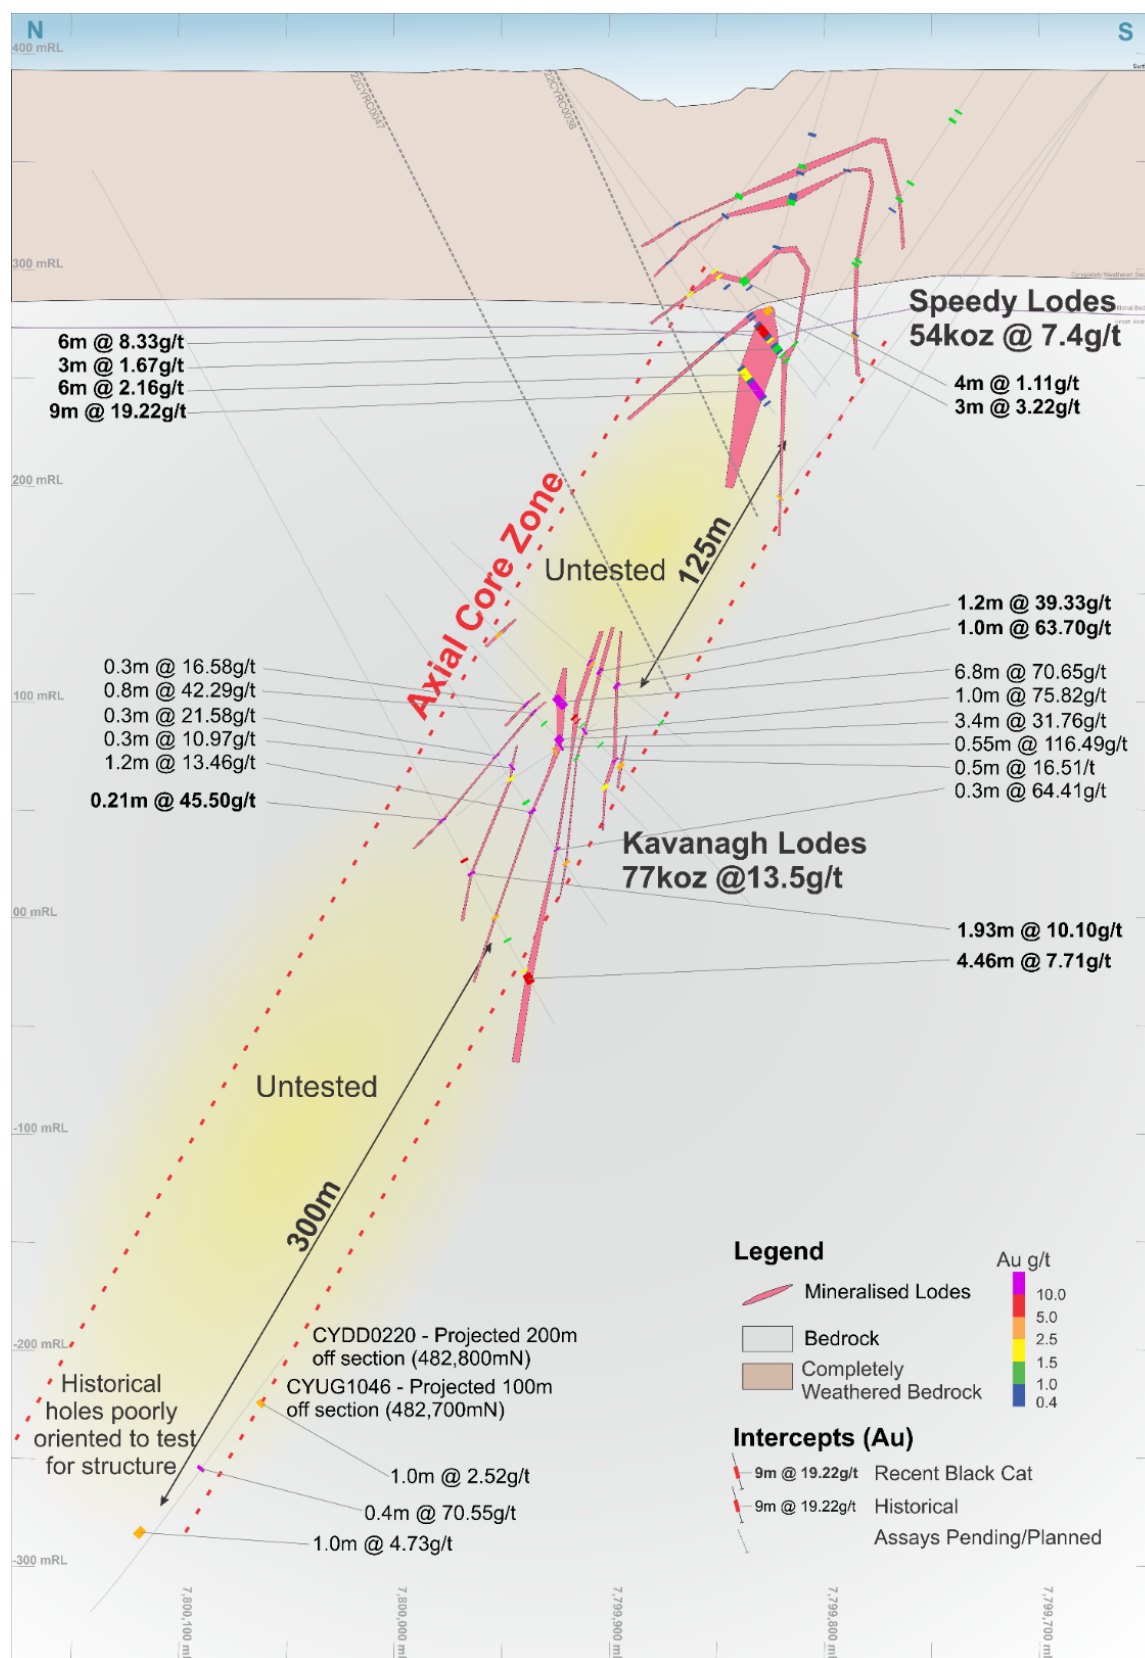 N
S
400 mRL
22CYRC0047
22CYRC0038
300 mRL
Speedy Lodes
54koz @ 7.4g/t
6m @ 8.33g/t
3m @ 1.67g/t
6m @ 2.16g/t
9m @ 19.22g/t
4m @ 1.11g/t
3m @ 3.22g/t
200 mRL
Axial Core Zone
Untested
125m
1.2m @ 39.33g/t
1.0m @ 63.70g/t
0.3m @ 16.58g/t
0.8m @ 42.29g/t
0.3m @ 21.58g/t
0.3m @ 10.97g/t
1.2m @ 13.46g/t
0.21m @ 45.50g/t
100 mRL
6.8m @ 70.65g/t
1.0m @ 75.82g/t
3.4m @ 31.76g/t
0.55m @ 116.49g/t
0.5m @ 16.51/t
0.3m @ 64.41g/t
Kavanagh Lodes
77koz @13.5g/t
00 mRL
1.93m @ 10.10g/t
4.46m @ 7.71g/t
Untested
-100 mRL
300m
-200 mRL
CYDD0220 - Projected 200m
off section (482,800mN)
CYUG1046 - Projected 100m
off section (482,700mN)
Historical
holes poorly
oriented to test
for structure
1.0m @ 2.52g/t
0.4m @ 70.55g/t
1.0m @ 4.73g/t
-300 mRL
Legend
Mineralised Lodes
Bedrock
Completely
Weathered Bedrock
Au g/t
10.0
5.0
2.5
1.5
1.0
0.4
Intercepts (Au)
9m @ 19.22g/t Recent Black Cat
9m @ 19.22g/t Historical
Assays Pending/Planned
7,800,100
7,800,000
7,799,900
7,799,800
7,799,700